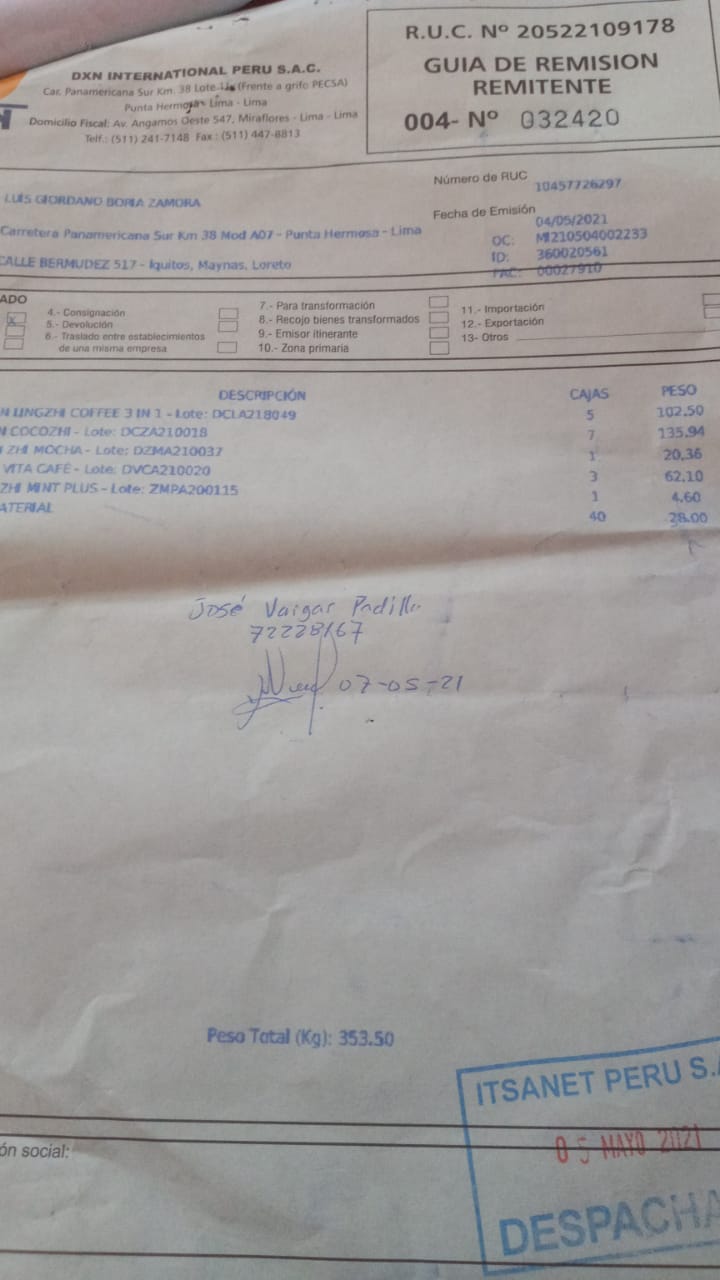 R.U.C. Nº 20522109178
GUIA DE REMISION
REMITENTE
004- Nº 032420
DXN INTERNATIONAL PERU S.A.C.
Car. Panamericana Sur Km. 38 Lote (Frente a grifo PECSA)
Punta Hermosa - Lima - Lima
Domicilio Fiscal: Av. Angamos Oeste 547, Miraflores - Lima - Lima
Telf.: (511) 241-7148 Fax : (511) 447-8813
Número de RUC 10457726297
LUIS GIORDANO BORIA ZAMORA
Fecha de Emisión 04/05/2021
Carretera Panamericana Sur Km 38 Mod A07 - Punta Hermosa - Lima
OC: MI210504002233
ID: 360020561
CALLE BERMUDEZ 517 - Iquitos, Maynas, Loreto
FAC: 00027910
ADO
X
4.- Consignación
5.- Devolución
6.- Traslado entre establecimientos
de una misma empresa
7.- Para transformación
8.- Recojo bienes transformados
9.- Emisor itinerante
10.- Zona primaria
11.- Importación
12.- Exportación
13- Otros
DESCRIPCIÓN CAJAS PESO
N LINGZHI COFFEE 3 IN 1 - Lote: DCLA218049 5 102.50
N COCOZHI - Lote: DCZA210018 7 135.94
ZHI MOCHA - Lote: DZMA210037 1 20,36
VITA CAFÉ - Lote: DVCA210020 3 62,10
ZHI MINT PLUS - Lote: ZMPA200115 1 4.60
ATERIAL 40 28.00
José Vargas Padilla
72228167
07-05-21
Peso Total (Kg): 353.50
ITSANET PERU S.A
05 MAYO 2021
DESPACHA
ón social: